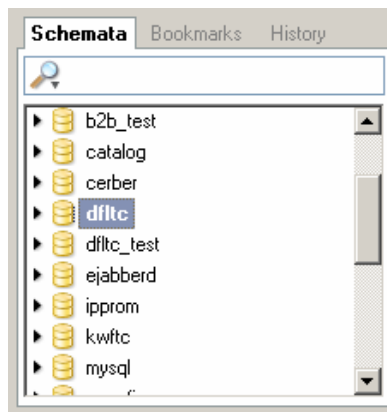 Schemata Bookmarks History
b2b_test
catalog
cerber
dfltc
dfltc_test
ejabberd
ipprom
kwftc
mysql